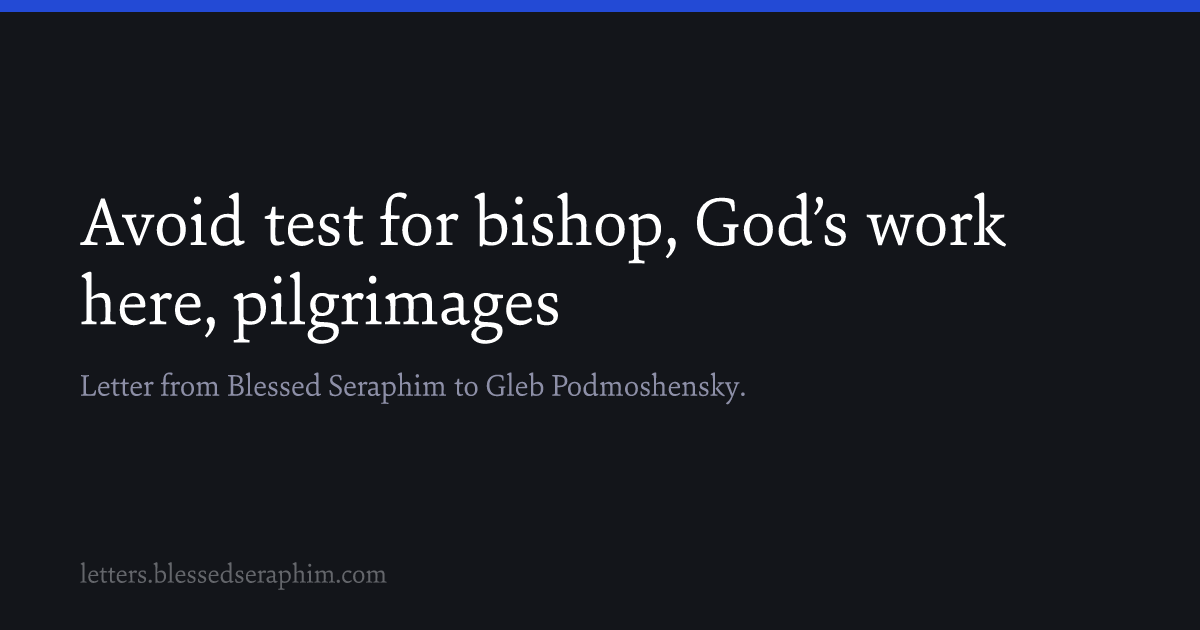 Avoid test for bishop, God’s work
here, pilgrimages
Letter from Blessed Seraphim to Gleb Podmoshensky.
letters.blessedseraphim.com